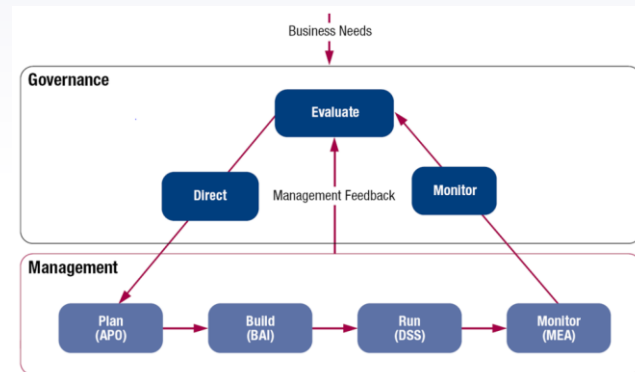 Business Needs
Governance
Evaluate
Direct
Management Feedback
Monitor
Management
Plan
(APO)
Build
(BAI)
Run
(DSS)
Monitor
(MEA)